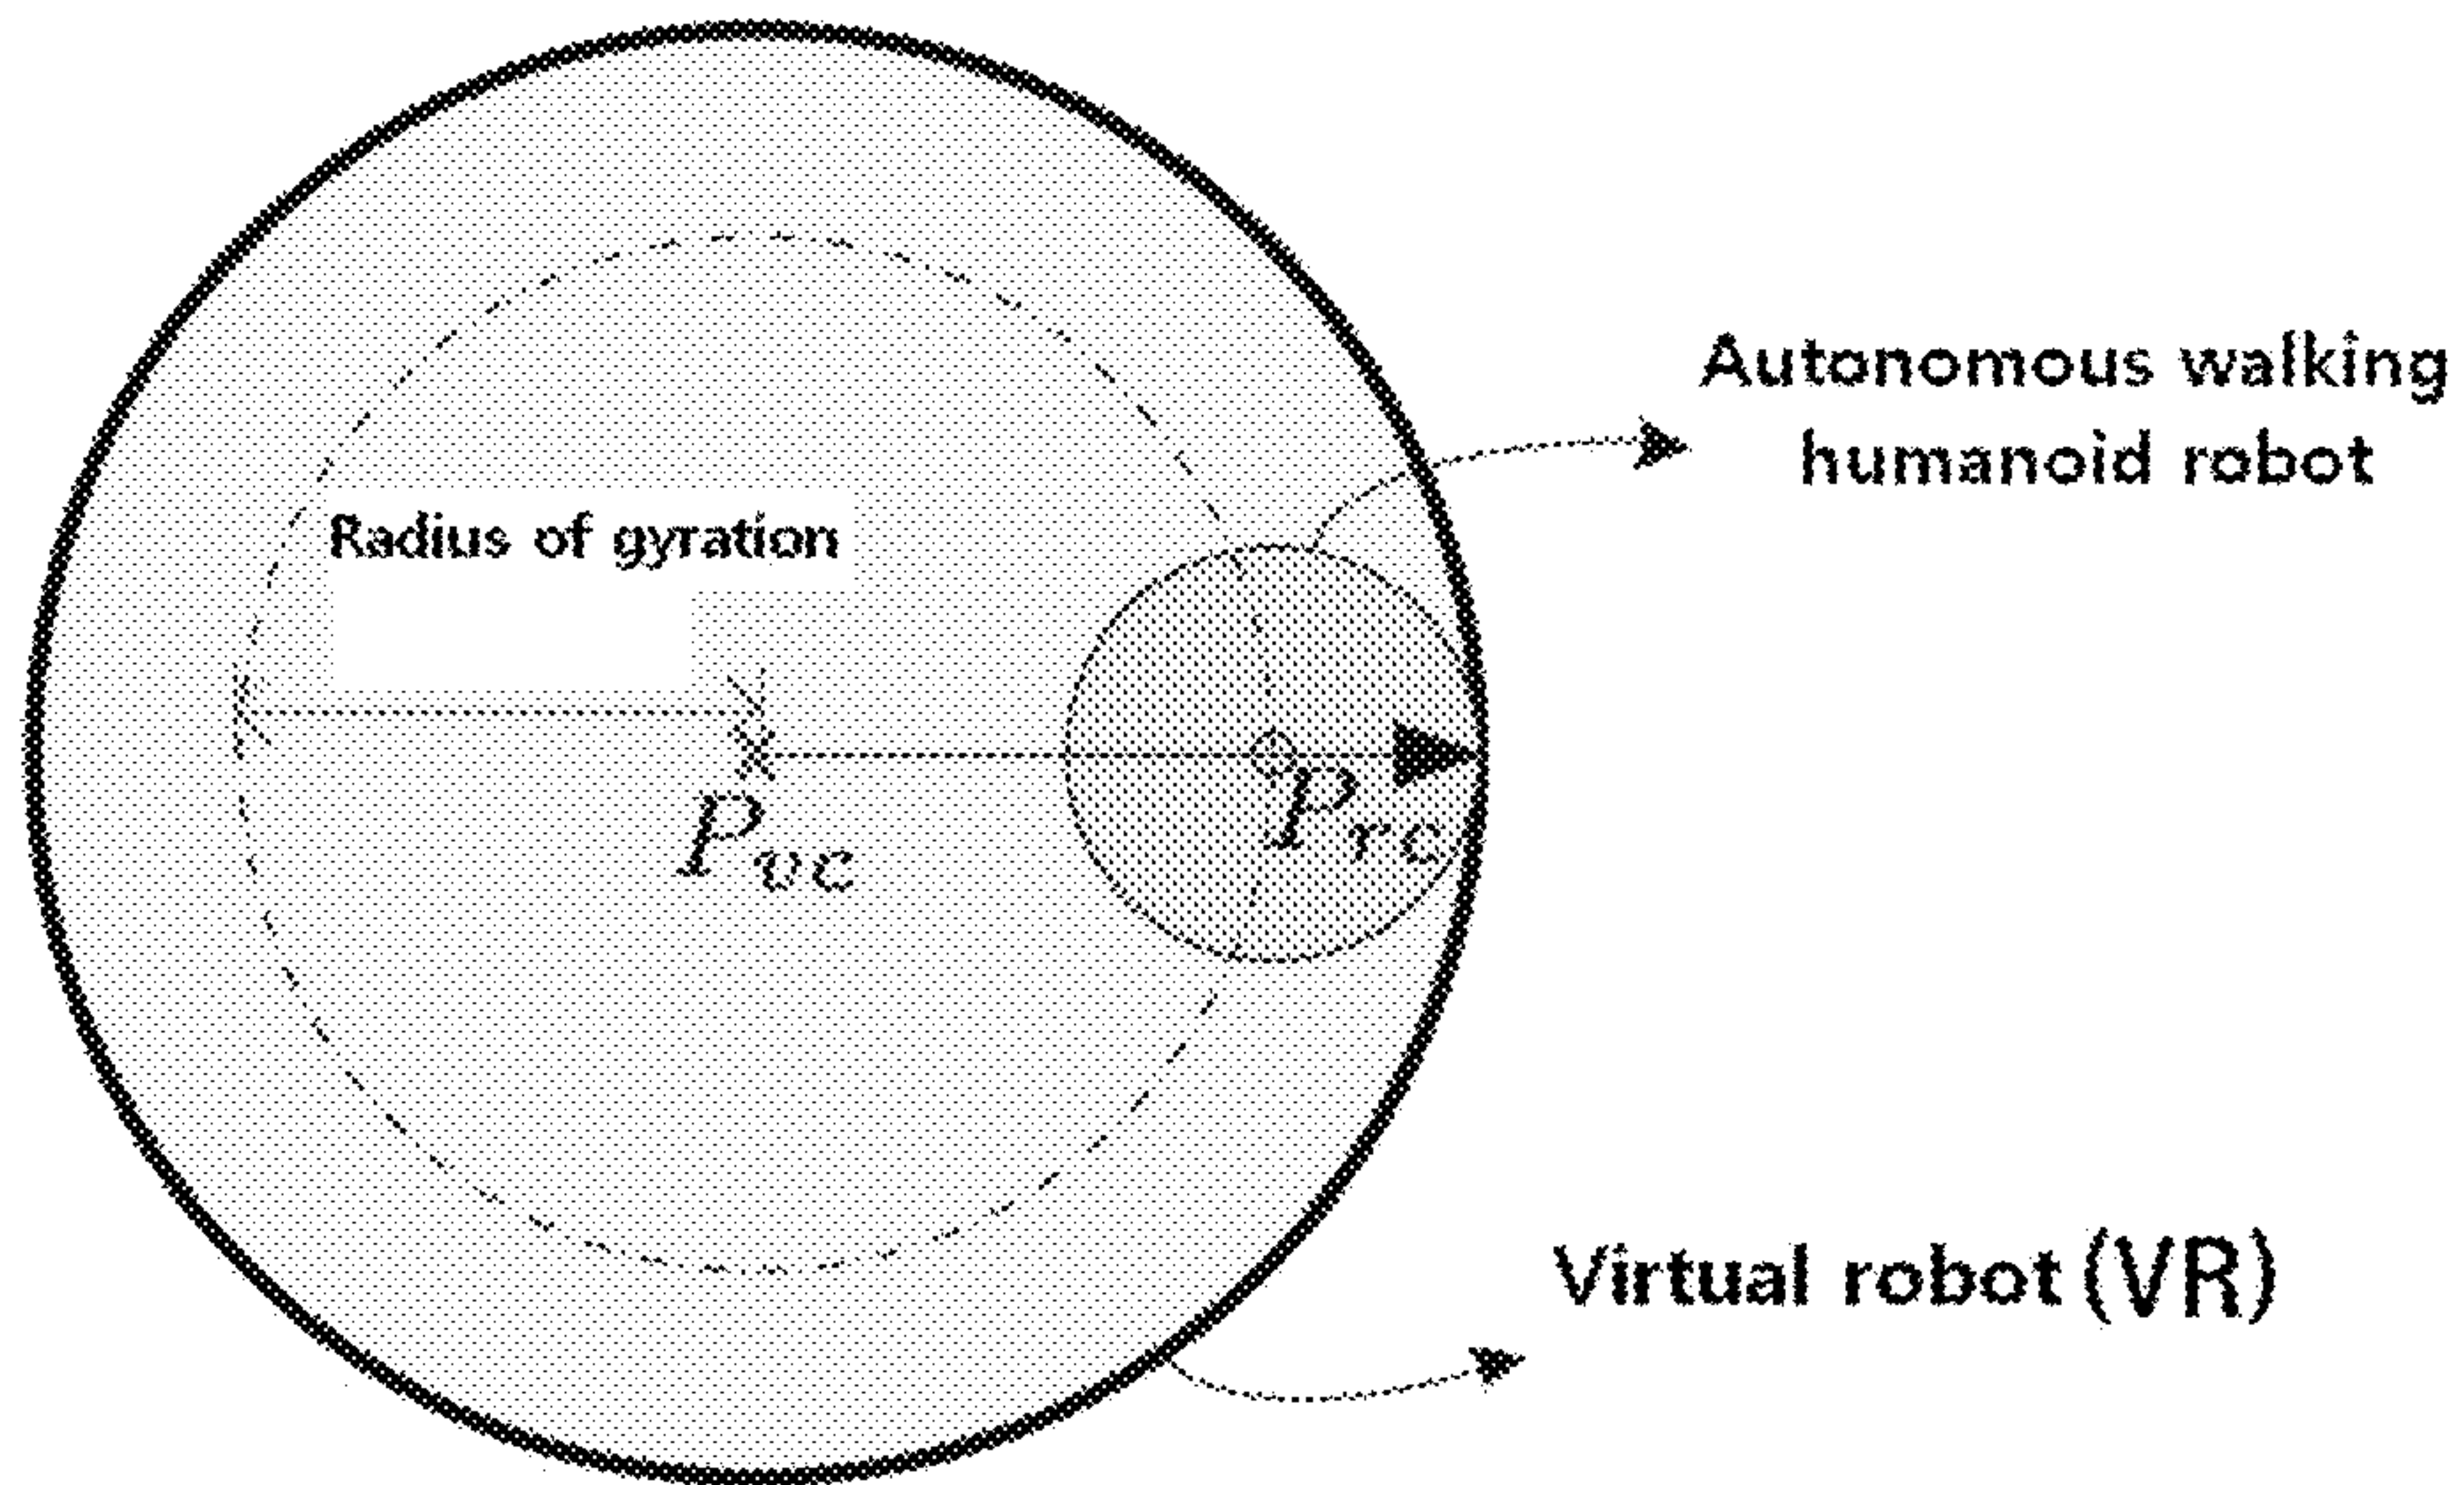 Autonomous walking
humanoid robot
Radius of gyration
P_vc
P_rc
Virtual robot (VR)